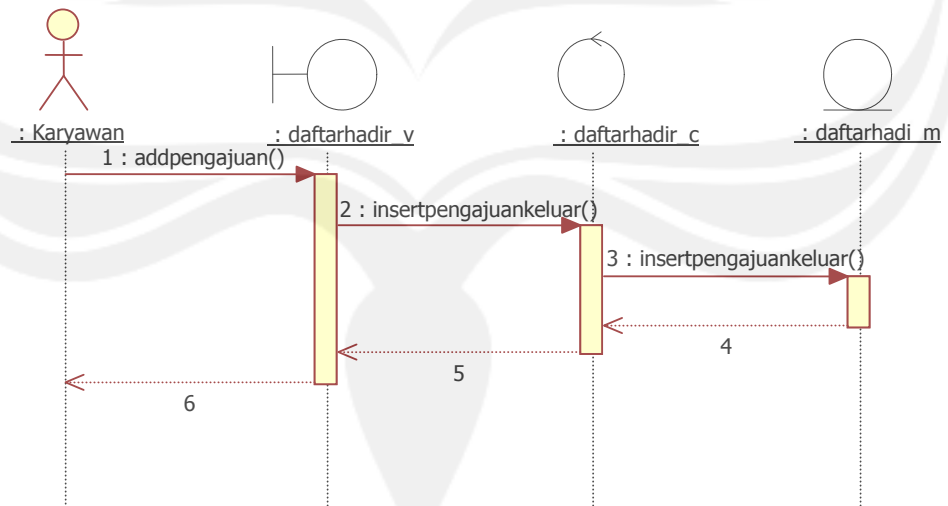 : Karyawan
: daftarhadir_v
: daftarhadir_c
: daftarhadi_m
1 : addpengajuan()
2 : insertpengajuankeluar()
3 : insertpengajuankeluar()
4
5
6